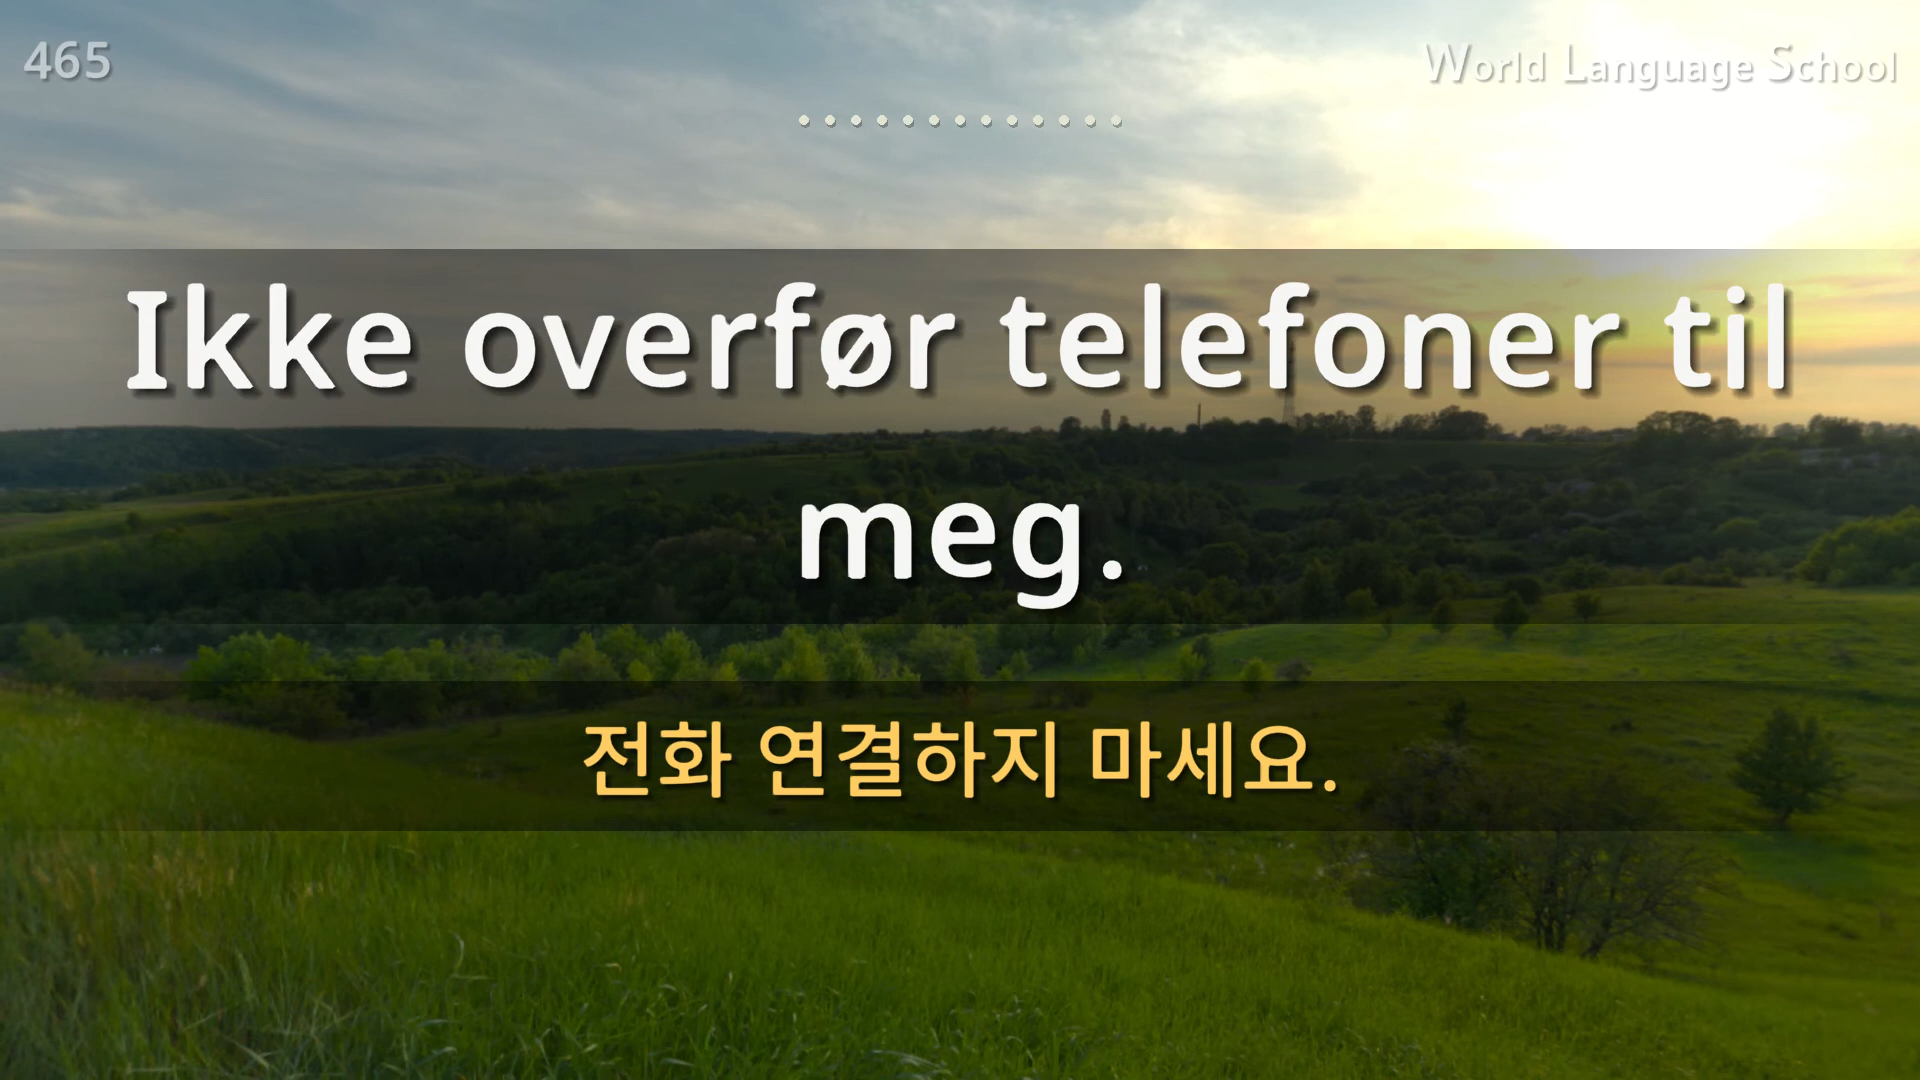 465
World Language School
Ikke overfør telefoner til
meg.
전화 연결하지 마세요.